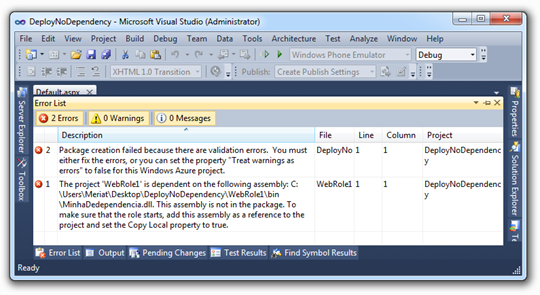 DeployNoDependency - Microsoft Visual Studio (Administrator)
File Edit View Project Build Debug Team Data Tools Architecture Test Analyze Window Help
Windows Phone Emulator Debug
XHTML 1.0 Transition Publish: Create Publish Settings
Default.aspx
Server Explorer
Toolbox
Error List
2 Errors 0 Warnings 0 Messages
Description File Line Column Project
2 Package creation failed because there are validation errors. You must DeployNo 1 1 DeployNoDependenc
either fix the errors, or you can set the property "Treat warnings as y
errors" to false for this Windows Azure project.
1 The project 'WebRole1' is dependent on the following assembly: C: WebRole1 1 1 DeployNoDependenc
\Users\Meriat\Desktop\DeployNoDependency\WebRole1\bin y
\MinhaDedependencia.dll. This assembly is not in the package. To
make sure that the role starts, add this assembly as a reference to the
project and set the Copy Local property to true.
Properties
Solution Explorer
Te
Error List Output Pending Changes Test Results Find Symbol Results
Ready